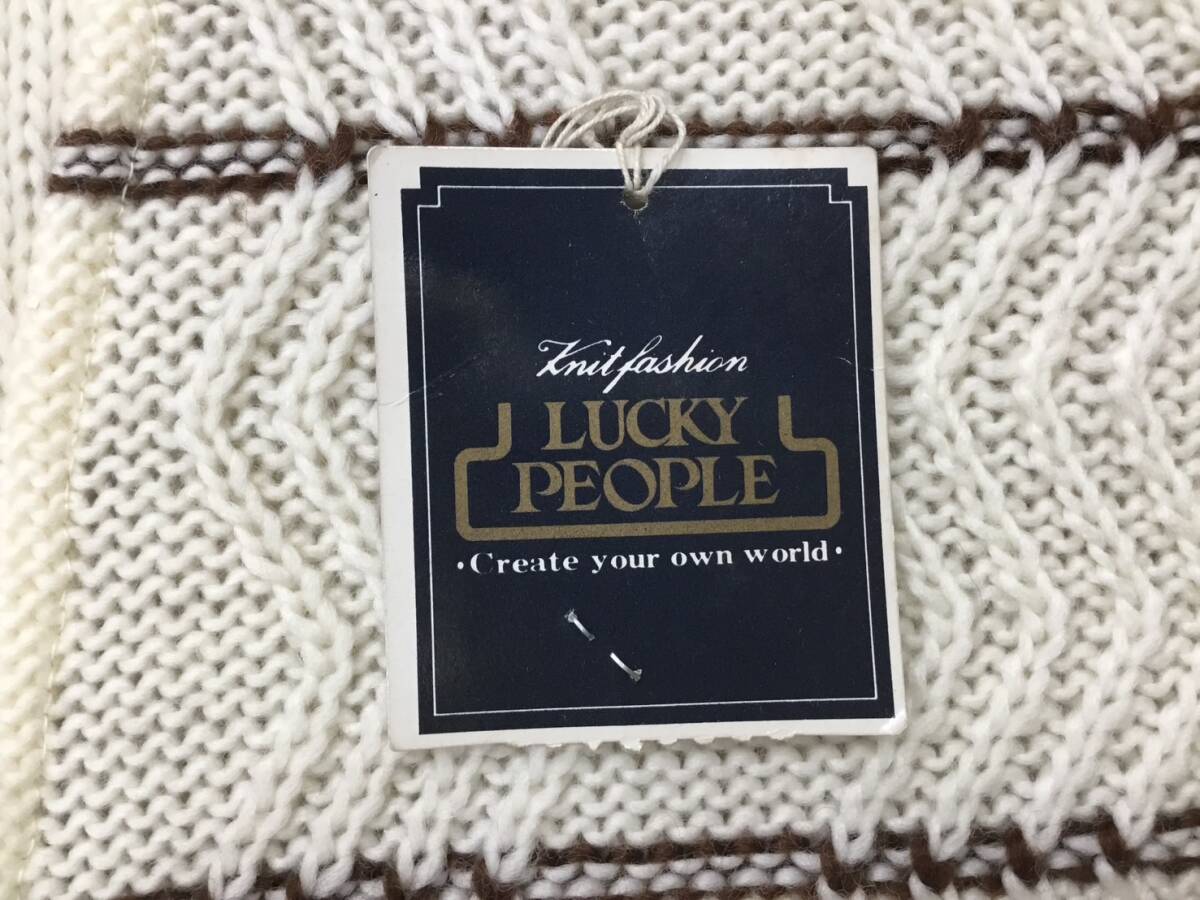 Knit fashion
LUCKY
PEOPLE
·Create your own world·